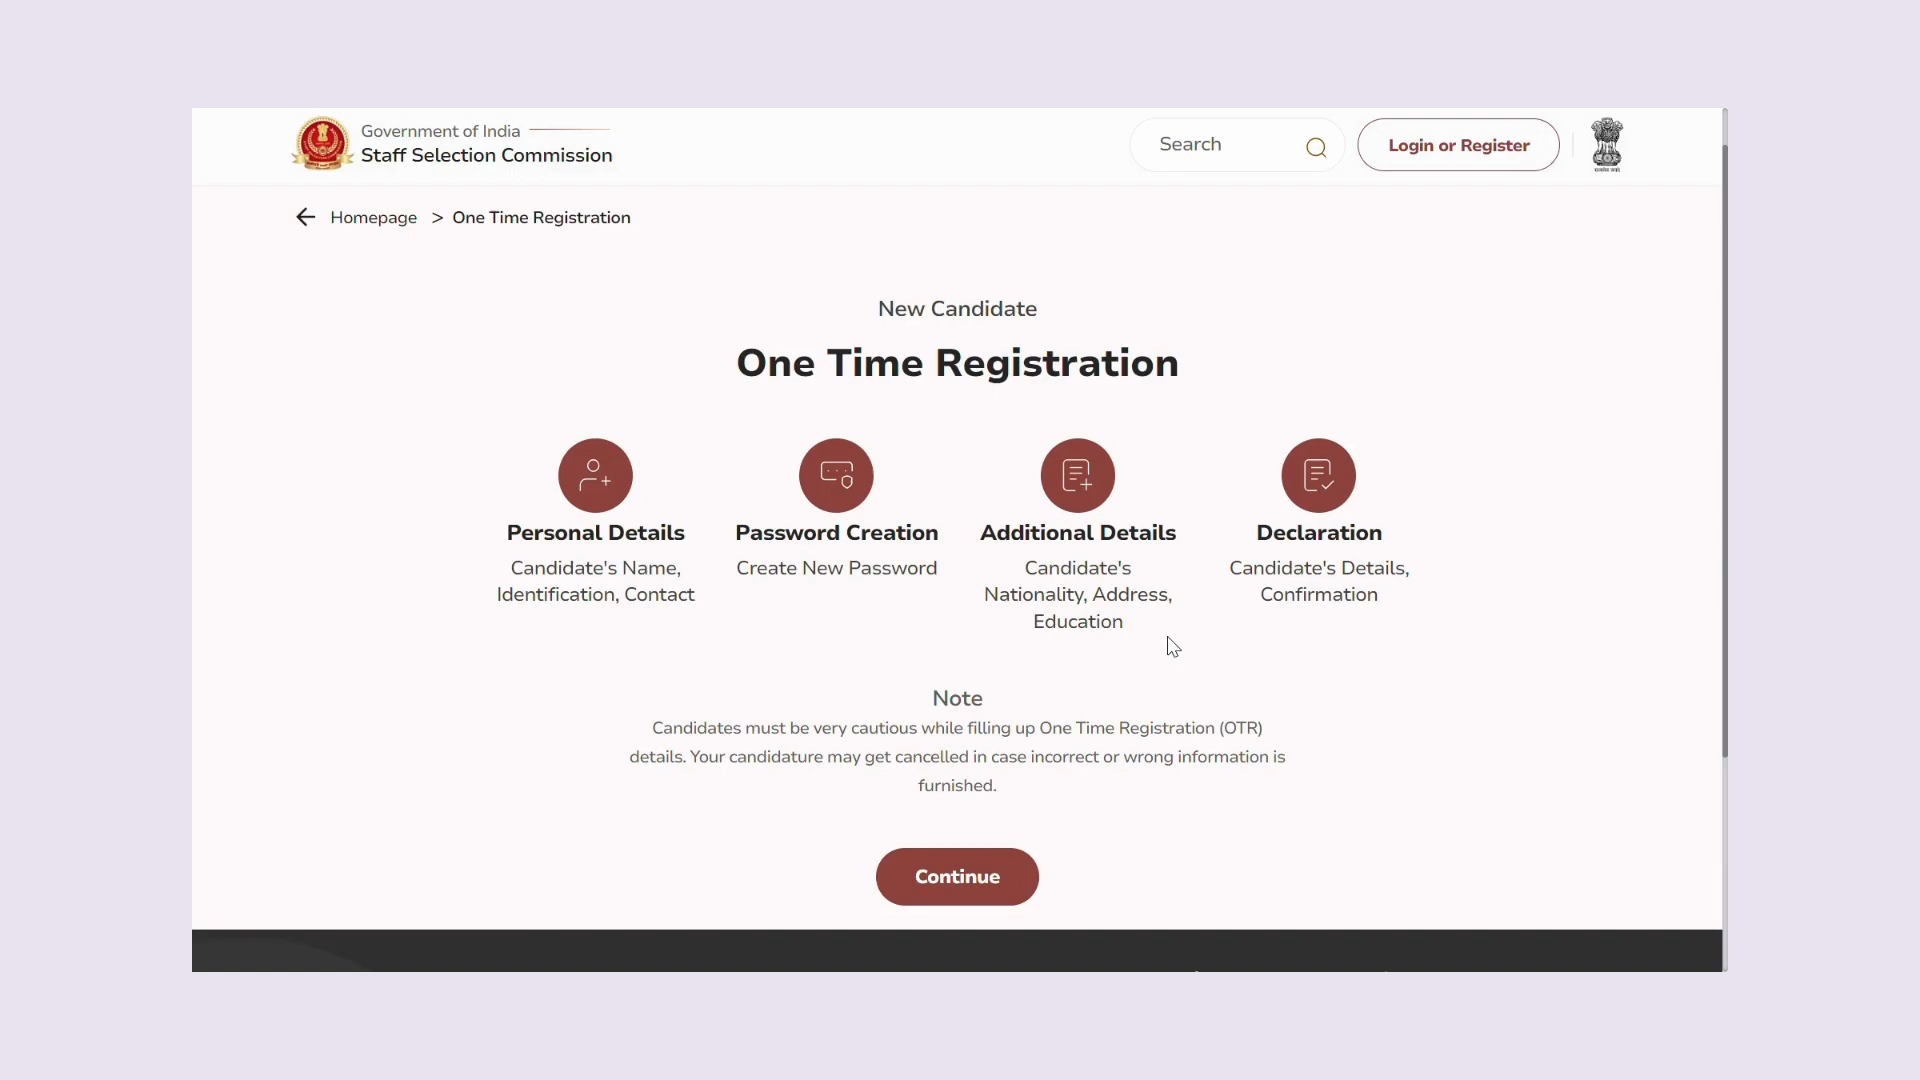 Government of India
Staff Selection Commission
Search
Login or Register
Homepage > One Time Registration
New Candidate
One Time Registration
Personal Details
Candidate's Name,
Identification, Contact
Password Creation
Create New Password
Additional Details
Candidate's
Nationality, Address,
Education
Declaration
Candidate's Details,
Confirmation
Note
Candidates must be very cautious while filling up One Time Registration (OTR)
details. Your candidature may get cancelled in case incorrect or wrong information is
furnished.
Continue